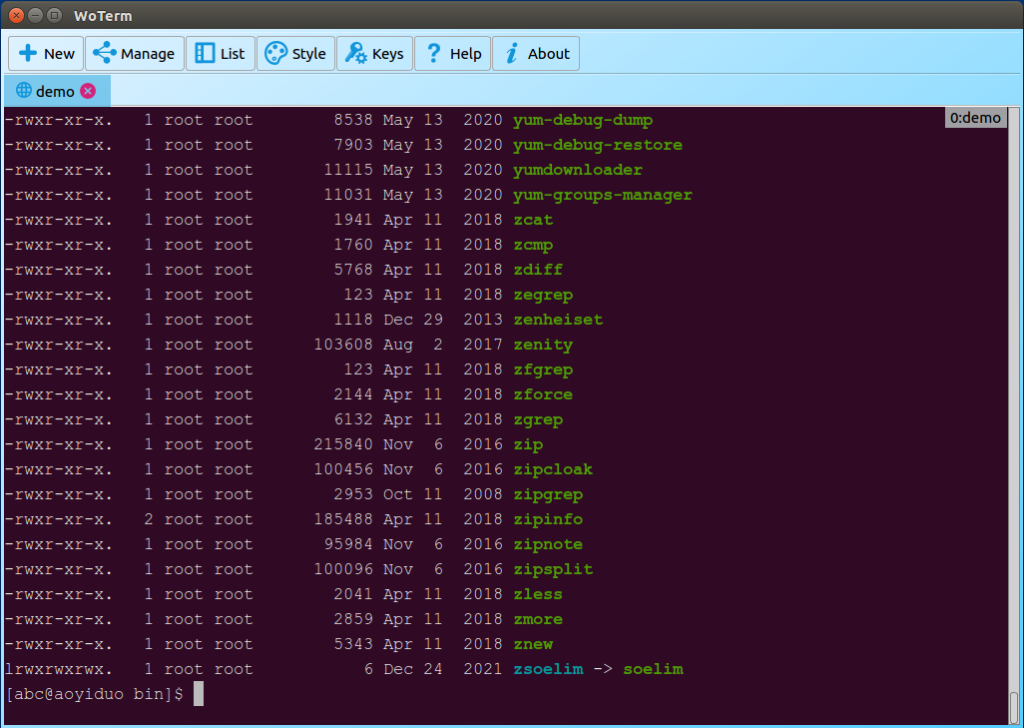 WoTerm
New Manage List Style Keys Help About
demo
0:demo
-rwxr-xr-x.   1 root root        8538 May 13  2020 yum-debug-dump
-rwxr-xr-x.   1 root root        7903 May 13  2020 yum-debug-restore
-rwxr-xr-x.   1 root root       11115 May 13  2020 yumdownloader
-rwxr-xr-x.   1 root root       11031 May 13  2020 yum-groups-manager
-rwxr-xr-x.   1 root root        1941 Apr 11  2018 zcat
-rwxr-xr-x.   1 root root        1760 Apr 11  2018 zcmp
-rwxr-xr-x.   1 root root        5768 Apr 11  2018 zdiff
-rwxr-xr-x.   1 root root         123 Apr 11  2018 zegrep
-rwxr-xr-x.   1 root root        1118 Dec 29  2013 zenheiset
-rwxr-xr-x.   1 root root      103608 Aug  2  2017 zenity
-rwxr-xr-x.   1 root root         123 Apr 11  2018 zfgrep
-rwxr-xr-x.   1 root root        2144 Apr 11  2018 zforce
-rwxr-xr-x.   1 root root        6132 Apr 11  2018 zgrep
-rwxr-xr-x.   1 root root      215840 Nov  6  2016 zip
-rwxr-xr-x.   1 root root      100456 Nov  6  2016 zipcloak
-rwxr-xr-x.   1 root root        2953 Oct 11  2008 zipgrep
-rwxr-xr-x.   2 root root      185488 Apr 11  2018 zipinfo
-rwxr-xr-x.   1 root root       95984 Nov  6  2016 zipnote
-rwxr-xr-x.   1 root root      100096 Nov  6  2016 zipsplit
-rwxr-xr-x.   1 root root        2041 Apr 11  2018 zless
-rwxr-xr-x.   1 root root        2859 Apr 11  2018 zmore
-rwxr-xr-x.   1 root root        5343 Apr 11  2018 znew
lrwxrwxrwx.   1 root root           6 Dec 24  2021 zsoelim -> soelim
[abc@aoyiduo bin]$